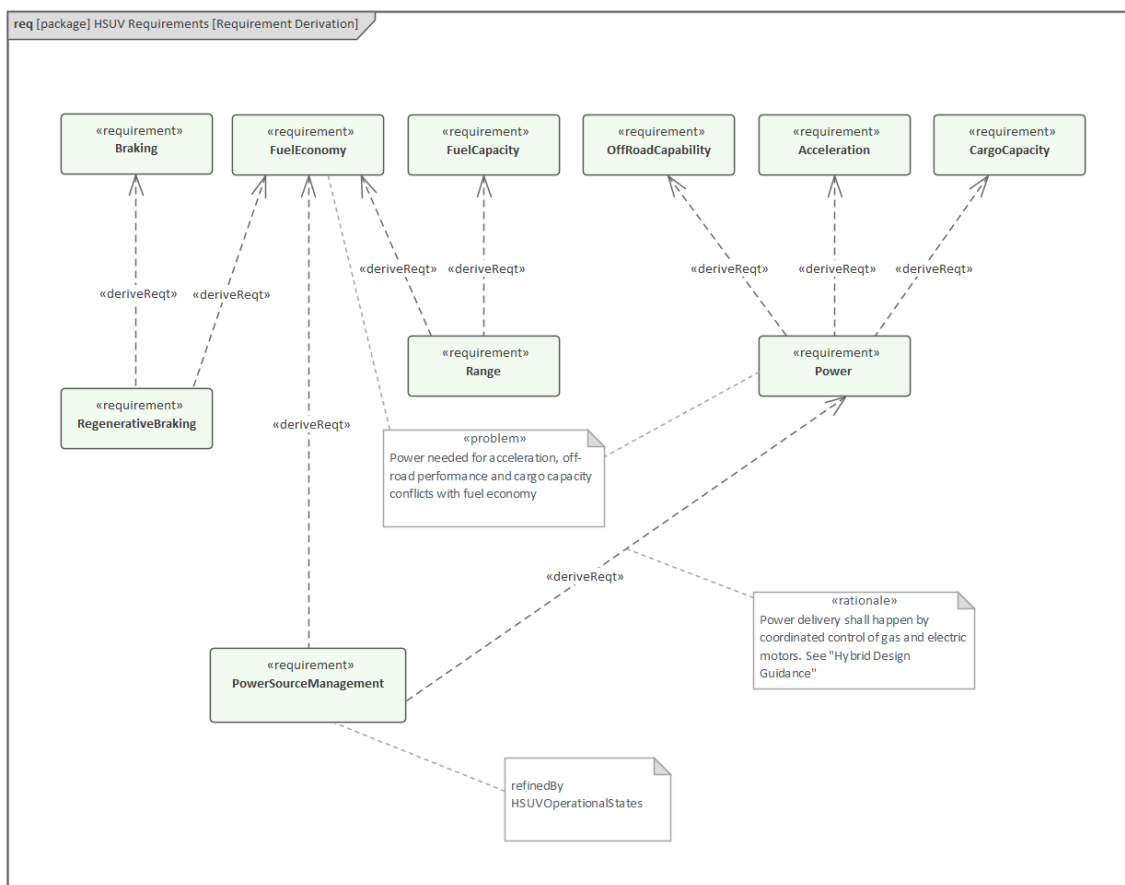 req [package] HSUV Requirements [Requirement Derivation]
«requirement»
Braking
«requirement»
FuelEconomy
«requirement»
FuelCapacity
«requirement»
OffRoadCapability
«requirement»
Acceleration
«requirement»
CargoCapacity
«deriveReqt»
«deriveReqt»
«deriveReqt»
«deriveReqt»
«deriveReqt»
«deriveReqt»
«deriveReqt»
«requirement»
Range
«requirement»
Power
«requirement»
RegenerativeBraking
«deriveReqt»
«problem»
Power needed for acceleration, off-
road performance and cargo capacity
conflicts with fuel economy
«deriveReqt»
«rationale»
Power delivery shall happen by
coordinated control of gas and electric
motors. See "Hybrid Design
Guidance"
«requirement»
PowerSourceManagement
refinedBy
HSUVOperationalStates